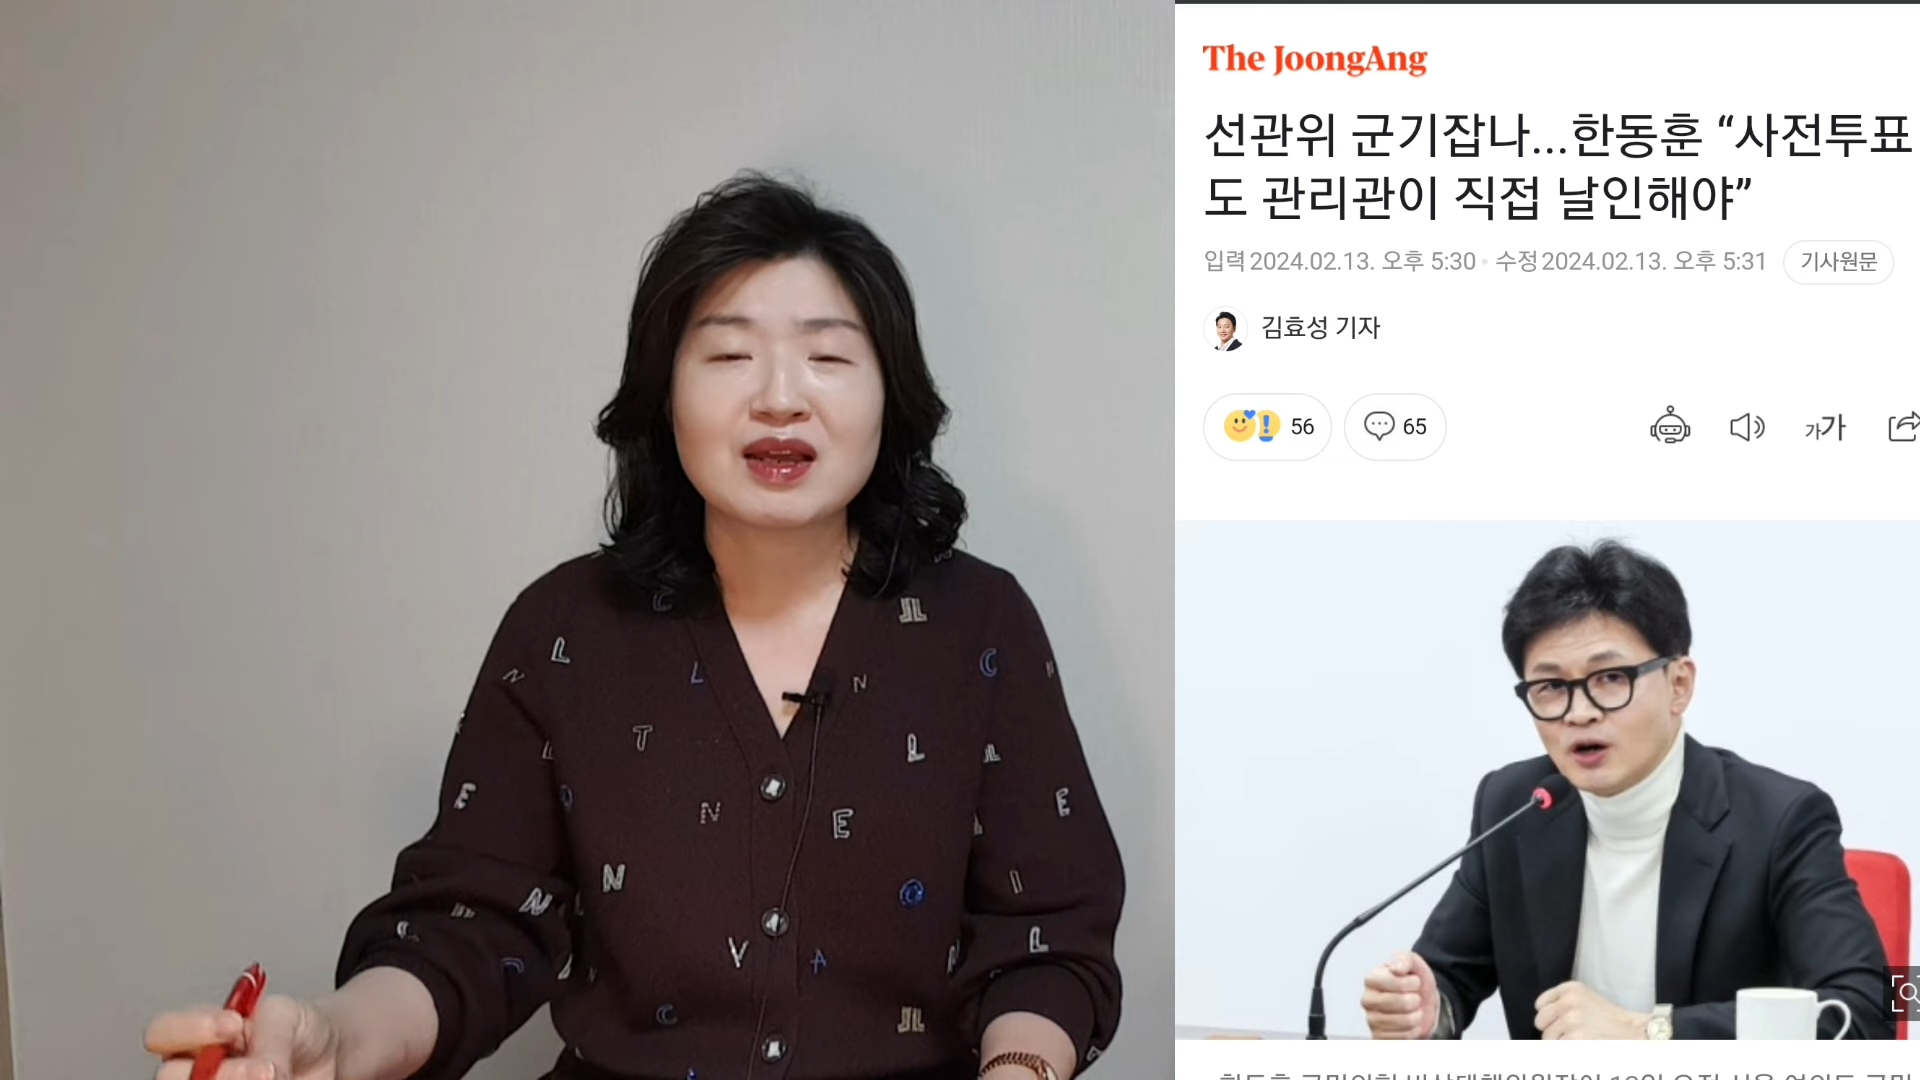 The JoongAng
선관위 군기잡나...한동훈 “사전투표
도 관리관이 직접 날인해야”
입력 2024.02.13. 오후 5:30 • 수정 2024.02.13. 오후 5:31 기사원문
김효성 기자
56 65 가가